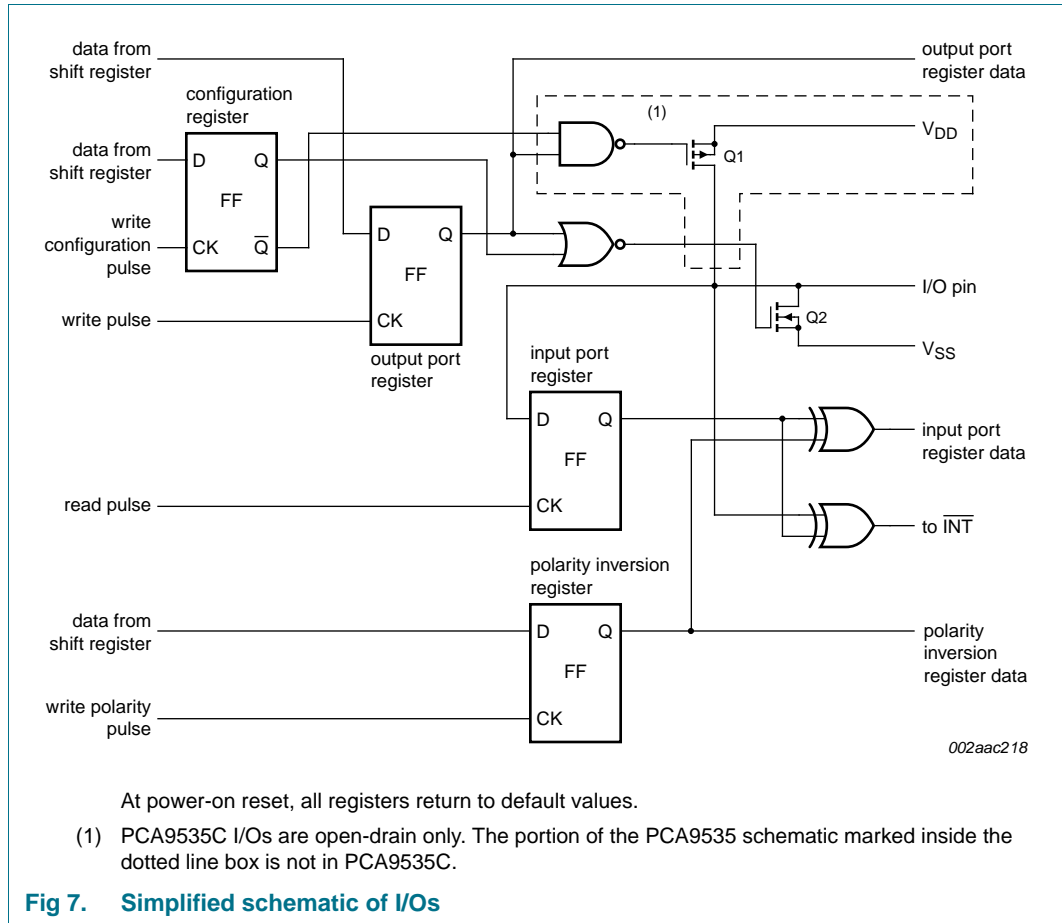 data from
shift register
output port
register data
configuration
register
(1)
VDD
Q1
data from
shift register
D
Q
FF
write
configuration
pulse
CK
Q
D
Q
FF
I/O pin
Q2
write pulse
CK
VSS
output port
register
input port
register
D
Q
FF
input port
register data
read pulse
CK
to INT
polarity inversion
register
data from
shift register
D
Q
FF
polarity
inversion
register data
write polarity
pulse
CK
002aac218
At power-on reset, all registers return to default values.
(1) PCA9535C I/Os are open-drain only. The portion of the PCA9535 schematic marked inside the
dotted line box is not in PCA9535C.
Fig 7. Simplified schematic of I/Os